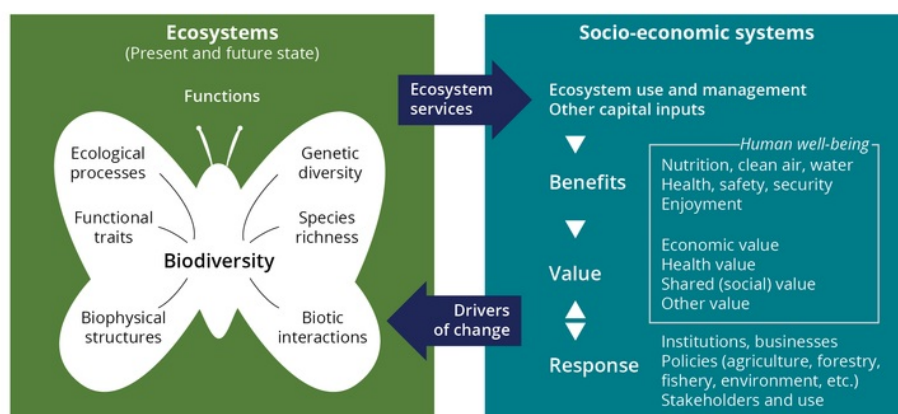 Ecosystems
(Present and future state)
Functions
Ecological
processes
Genetic
diversity
Functional
traits
Species
richness
Biodiversity
Biophysical
structures
Biotic
interactions
Ecosystem
services
Drivers
of change
Socio-economic systems
Ecosystem use and management
Other capital inputs
Human well-being
Benefits
Nutrition, clean air, water
Health, safety, security
Enjoyment
Value
Economic value
Health value
Shared (social) value
Other value
Response
Institutions, businesses
Policies (agriculture, forestry,
fishery, environment, etc.)
Stakeholders and use